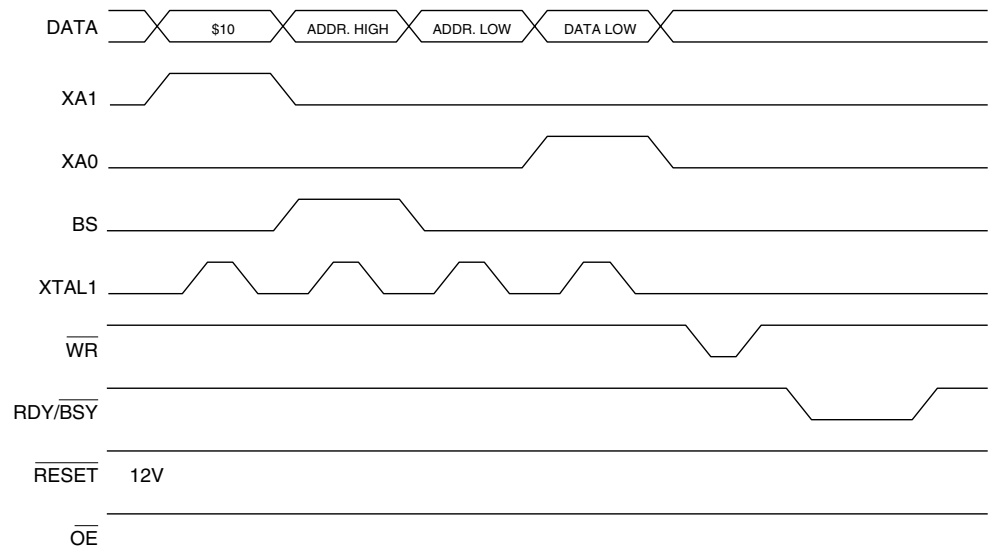 DATA $10 ADDR. HIGH ADDR. LOW DATA LOW
XA1
XA0
BS
XTAL1
WR
RDY/BSY
RESET 12V
OE